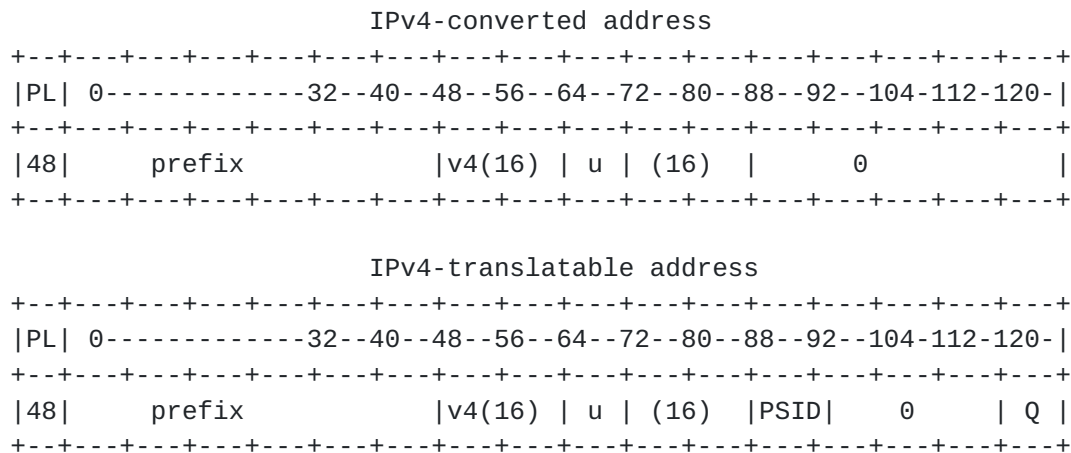 IPv4-converted address
+--+---+---+---+---+---+---+---+---+---+---+---+---+---+---+---+---+
|PL| 0-------------32--40--48--56--64--72--80--88--92--104-112-120-|
+--+---+---+---+---+---+---+---+---+---+---+---+---+---+---+---+---+
|48|     prefix            |v4(16) | u | (16)  |      0            |
+--+---+---+---+---+---+---+---+---+---+---+---+---+---+---+---+---+
IPv4-translatable address
+--+---+---+---+---+---+---+---+---+---+---+---+---+---+---+---+---+
|PL| 0-------------32--40--48--56--64--72--80--88--92--104-112-120-|
+--+---+---+---+---+---+---+---+---+---+---+---+---+---+---+---+---+
|48|     prefix            |v4(16) | u | (16)  |PSID|    0     | Q |
+--+---+---+---+---+---+---+---+---+---+---+---+---+---+---+---+---+